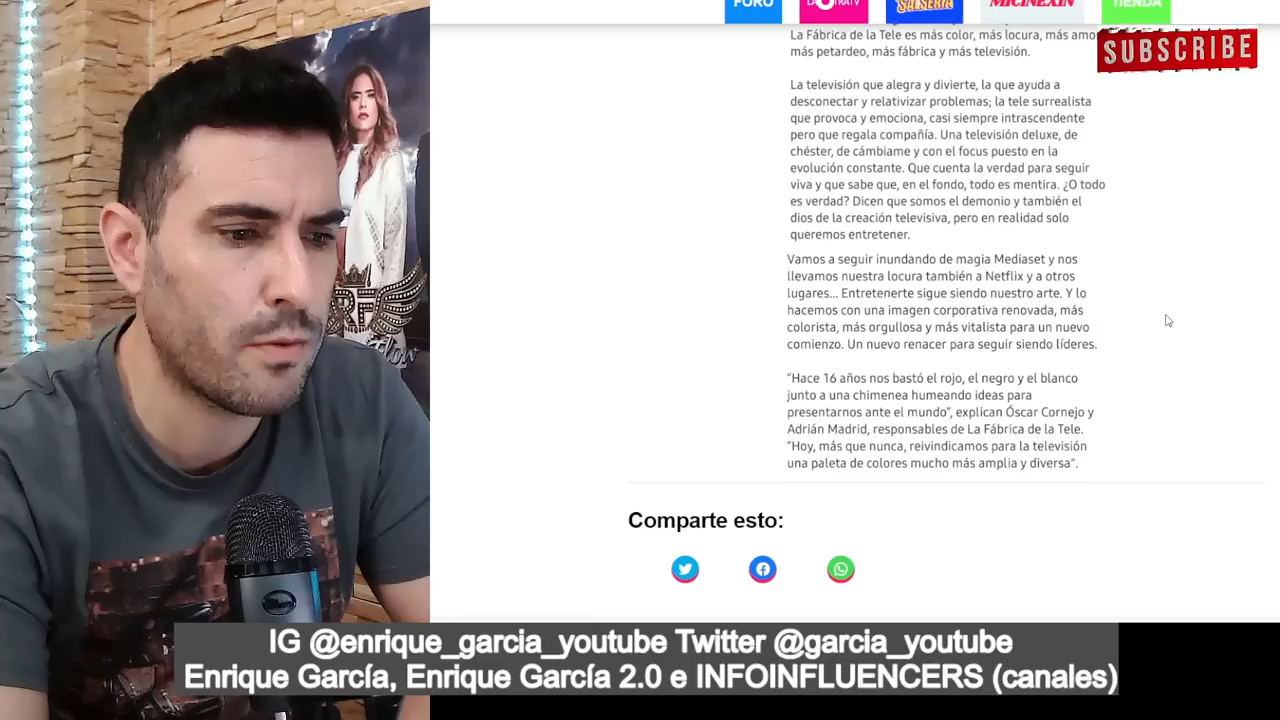 FORO
SALSERIA
MICINEXIN
TIENDA
SUBSCRIBE
La Fábrica de la Tele es más color, más locura, más amor
más petardeo, más fábrica y más televisión.
La televisión que alegra y divierte, la que ayuda a
desconectar y relativizar problemas; la tele surrealista
que provoca y emociona, casi siempre intrascendente
pero que regala compañía. Una televisión deluxe, de
chéster, de cámbiame y con el focus puesto en la
evolución constante. Que cuenta la verdad para seguir
viva y que sabe que, en el fondo, todo es mentira. ¿O todo
es verdad? Dicen que somos el demonio y también el
dios de la creación televisiva, pero en realidad solo
queremos entretener.
Vamos a seguir inundando de magia Mediaset y nos
llevamos nuestra locura también a Netflix y a otros
lugares... Entretenerte sigue siendo nuestro arte. Y lo
hacemos con una imagen corporativa renovada, más
colorista, más orgullosa y más vitalista para un nuevo
comienzo. Un nuevo renacer para seguir siendo líderes.
"Hace 16 años nos bastó el rojo, el negro y el blanco
junto a una chimenea humeando ideas para
presentarnos ante el mundo", explican Óscar Cornejo y
Adrián Madrid, responsables de La Fábrica de la Tele.
"Hoy, más que nunca, reivindicamos para la televisión
una paleta de colores mucho más amplia y diversa".
Comparte esto:
IG @enrique_garcia_youtube Twitter @garcia_youtube
Enrique García, Enrique García 2.0 e INFOINFLUENCERS (canales)